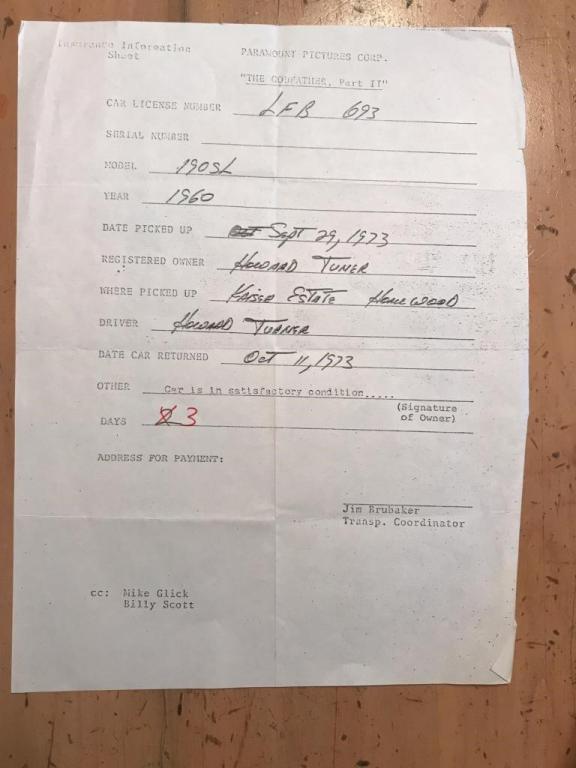 Insurance Information
Sheet
PARAMOUNT PICTURES CORP.
"THE GODFATHER, Part II"
CAR LICENSE NUMBER LFB 693
SERIAL NUMBER
MODEL 190SL
YEAR 1960
DATE PICKED UP Sept 29, 1973
REGISTERED OWNER Howard Tuner
WHERE PICKED UP Kaiser Estate Homewood
DRIVER Howard Turner
DATE CAR RETURNED Oct 11, 1973
OTHER Car is in satisfactory condition.....
(Signature
of Owner)
DAYS 3
ADDRESS FOR PAYMENT:
Jim Brubaker
Transp. Coordinator
cc: Mike Glick
Billy Scott